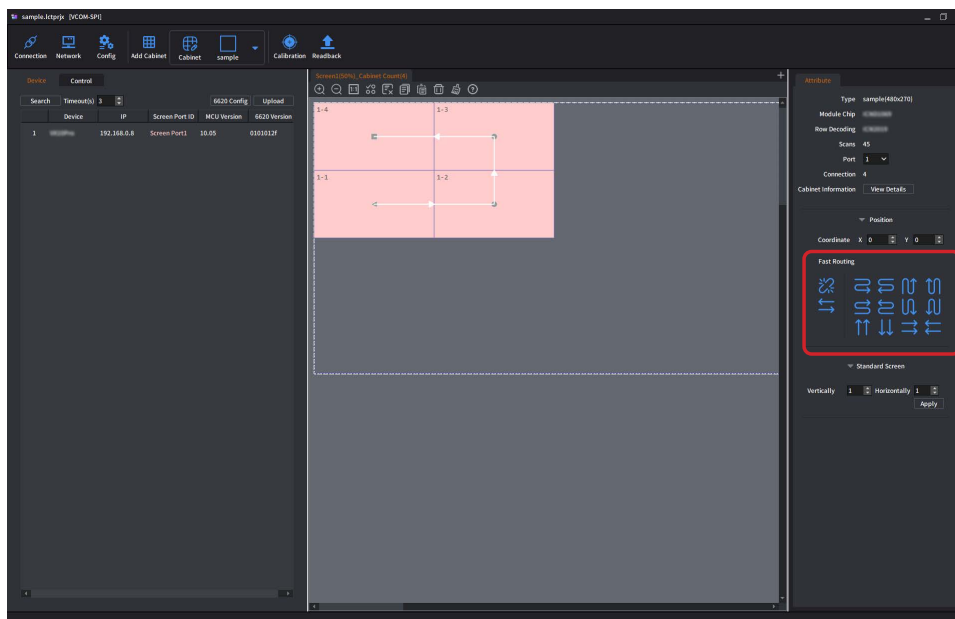 sample.lctprjx [VCOM-SPI]
Connection Network Config Add Cabinet Cabinet sample Calibration Readback
Device Control
Search Timeout(s) 3 6620 Config Upload
Device IP Screen Port ID MCU Version 6620 Version
1 192.168.0.8 Screen Port1 10.05 0101012f
Screen1(50%)_Cabinet Count(4)
1-4 1-3
1-1 1-2
Attribute
Type sample(480x270)
Module Chip
Row Decoding
Scans 45
Port 1
Connection 4
Cabinet Information View Details
Position
Coordinate X 0 Y 0
Fast Routing
Standard Screen
Vertically 1 Horizontally 1
Apply